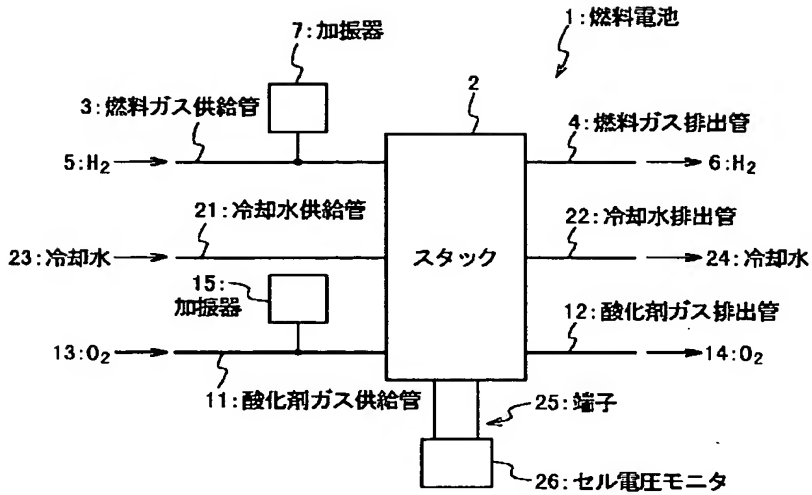 1:燃料電池
7:加振器
3:燃料ガス供給管
2
4:燃料ガス排出管
5:H₂
6:H₂
21:冷却水供給管
22:冷却水排出管
23:冷却水
スタック
24:冷却水
15:
加振器
12:酸化剤ガス排出管
13:O₂
14:O₂
11:酸化剤ガス供給管
25:端子
26:セル電圧モニタ